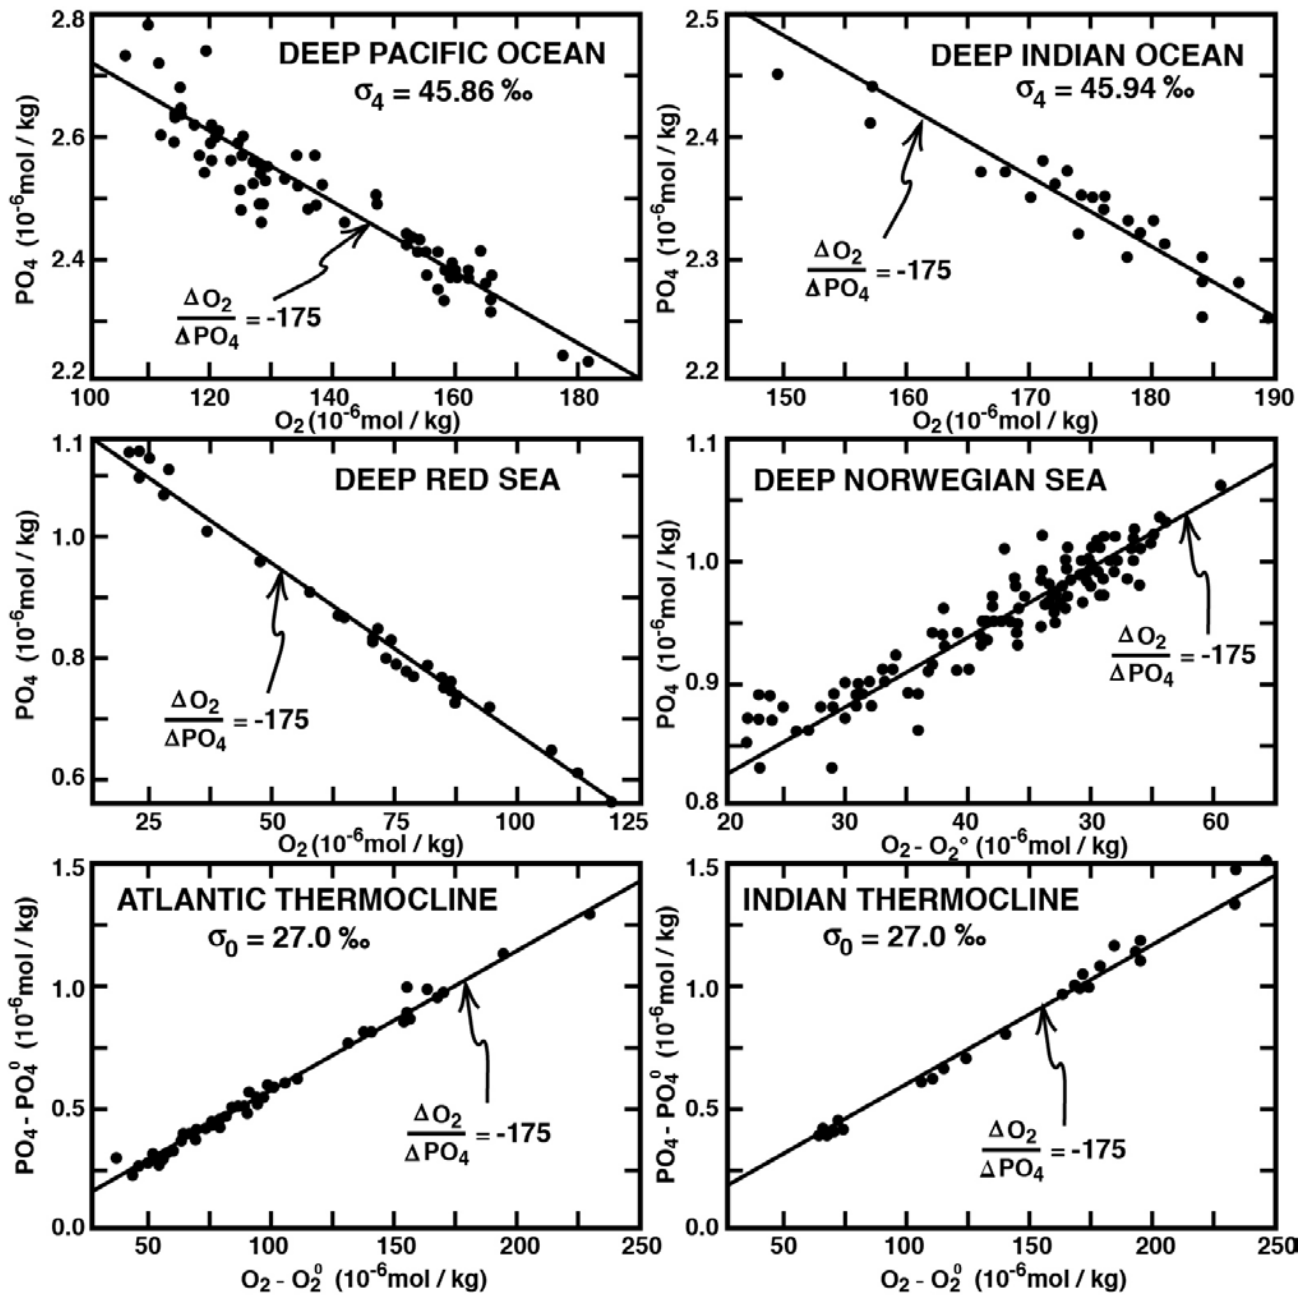 DEEP PACIFIC OCEAN
σ4 = 45.86 ‰
PO4 (10-6mol / kg)
2.8
2.6
2.4
2.2
ΔO2
ΔPO4
= -175
100 120 140 160 180
O2 (10-6mol / kg)
DEEP INDIAN OCEAN
σ4 = 45.94 ‰
PO4 (10-6mol / kg)
2.5
2.4
2.3
2.2
ΔO2
ΔPO4
= -175
150 160 170 180 190
O2 (10-6mol / kg)
DEEP RED SEA
PO4 (10-6mol / kg)
1.1
1.0
0.8
0.6
ΔO2
ΔPO4
= -175
25 50 75 100 125
O2 (10-6mol / kg)
DEEP NORWEGIAN SEA
PO4 (10-6mol / kg)
1.1
1.0
0.9
0.8
ΔO2
ΔPO4
= -175
20 30 40 30 60
O2 - O2° (10-6mol / kg)
ATLANTIC THERMOCLINE
σ0 = 27.0 ‰
PO4 - PO40 (10-6mol / kg)
1.5
1.0
0.5
0.0
ΔO2
ΔPO4
= -175
50 100 150 200 250
O2 - O20 (10-6mol / kg)
INDIAN THERMOCLINE
σ0 = 27.0 ‰
PO4 - PO40 (10-6mol / kg)
1.5
1.0
0.5
0.0
ΔO2
ΔPO4
= -175
50 100 150 200 250
O2 - O20 (10-6mol / kg)